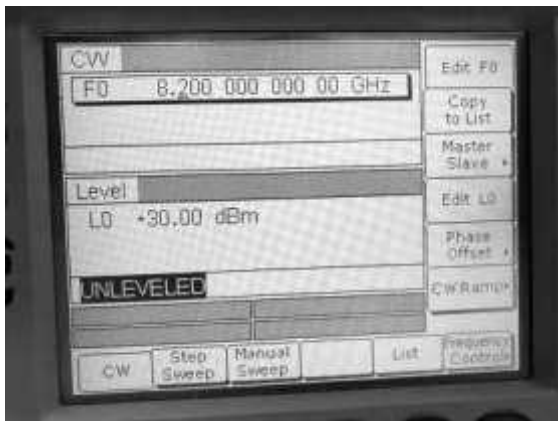 CW
F0 8.200 000 000 00 GHz
Level
L0 +30.00 dBm
UNLEVELED
Edit F0
Copy
to List
Master
Slave
Edit L0
Phase
Offset
CW Ramp
CW
Step
Sweep
Manual
Sweep
List
Frequency
Control